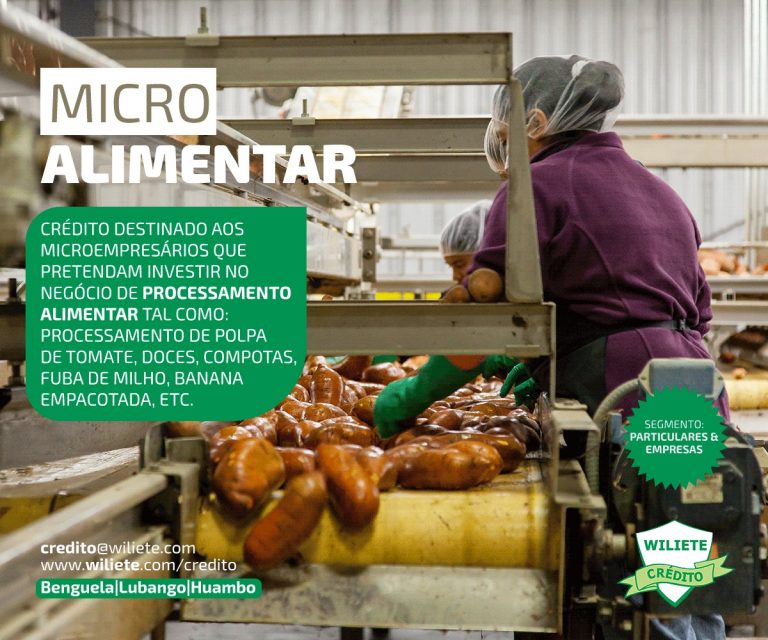 MICRO
ALIMENTAR
CRÉDITO DESTINADO AOS
MICROEMPRESÁRIOS QUE
PRETENDAM INVESTIR NO
NEGÓCIO DE PROCESSAMENTO
ALIMENTAR TAL COMO:
PROCESSAMENTO DE POLPA
DE TOMATE, DOCES, COMPOTAS,
FUBA DE MILHO, BANANA
EMPACOTADA, ETC.
SEGMENTO:
PARTICULARES &
EMPRESAS
credito@wiliete.com
www.wiliete.com/credito
Benguela|Lubango|Huambo
WILIETE
CRÉDITO